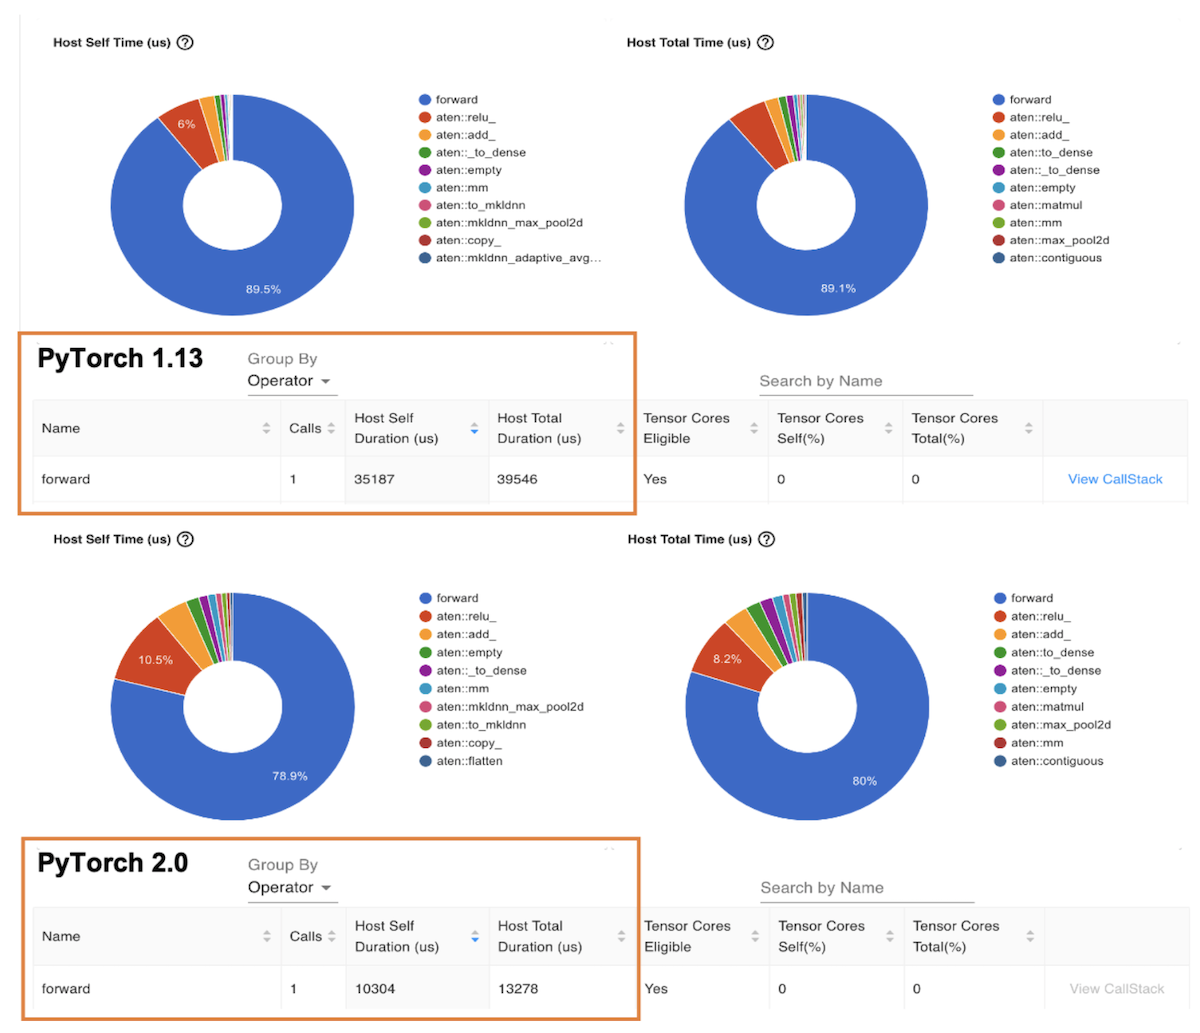 Host Self Time (us) ?
Host Total Time (us) ?
6%
89.5%
forward
aten::relu_
aten::add_
aten::_to_dense
aten::empty
aten::mm
aten::to_mkldnn
aten::mkldnn_max_pool2d
aten::copy_
aten::mkldnn_adaptive_avg...
89.1%
forward
aten::relu_
aten::add_
aten::to_dense
aten::_to_dense
aten::empty
aten::matmul
aten::mm
aten::max_pool2d
aten::contiguous
PyTorch 1.13
Group By
Operator
Search by Name
Name
Calls
Host Self
Duration (us)
Host Total
Duration (us)
Tensor Cores
Eligible
Tensor Cores
Self(%)
Tensor Cores
Total(%)
forward 1 35187 39546 Yes 0 0 View CallStack
Host Self Time (us) ?
Host Total Time (us) ?
10.5%
78.9%
forward
aten::relu_
aten::add_
aten::empty
aten::_to_dense
aten::mm
aten::mkldnn_max_pool2d
aten::to_mkldnn
aten::copy_
aten::flatten
8.2%
80%
forward
aten::relu_
aten::add_
aten::to_dense
aten::_to_dense
aten::empty
aten::matmul
aten::max_pool2d
aten::mm
aten::contiguous
PyTorch 2.0
Group By
Operator
Search by Name
Name
Calls
Host Self
Duration (us)
Host Total
Duration (us)
Tensor Cores
Eligible
Tensor Cores
Self(%)
Tensor Cores
Total(%)
forward 1 10304 13278 Yes 0 0 View CallStack